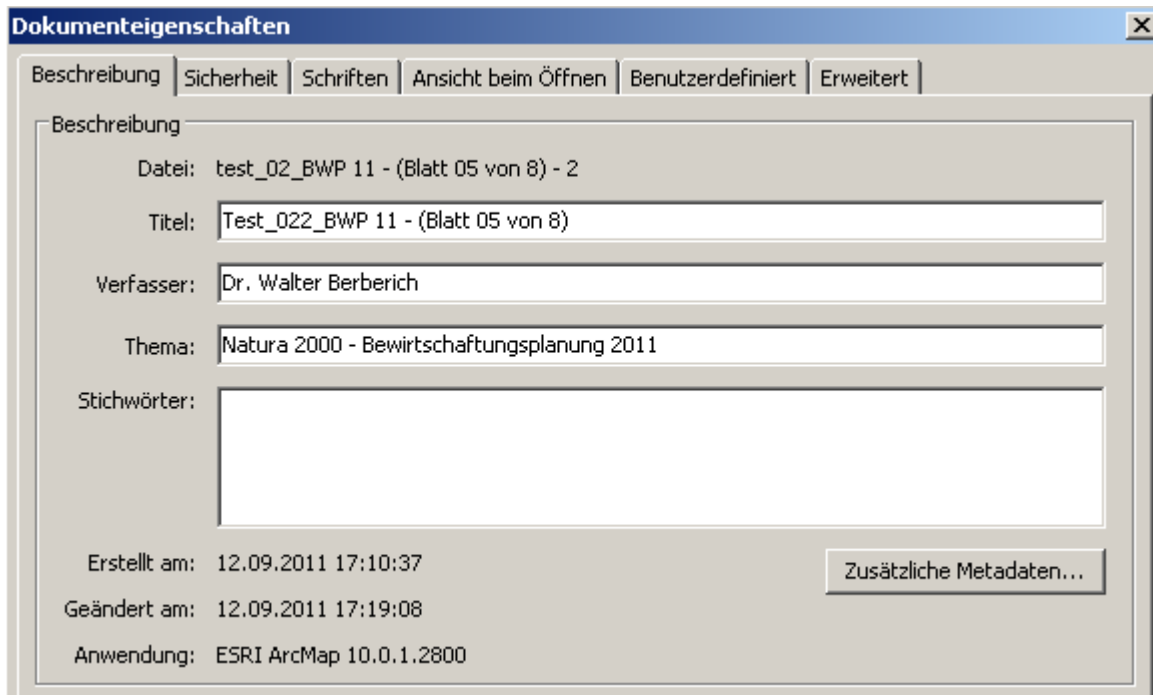 Dokumenteigenschaften
Beschreibung Sicherheit Schriften Ansicht beim Öffnen Benutzerdefiniert Erweitert
Beschreibung
Datei: test_02_BWP 11 - (Blatt 05 von 8) - 2
Titel: Test_022_BWP 11 - (Blatt 05 von 8)
Verfasser: Dr. Walter Berberich
Thema: Natura 2000 - Bewirtschaftungsplanung 2011
Stichwörter:
Erstellt am: 12.09.2011 17:10:37
Zusätzliche Metadaten...
Geändert am: 12.09.2011 17:19:08
Anwendung: ESRI ArcMap 10.0.1.2800